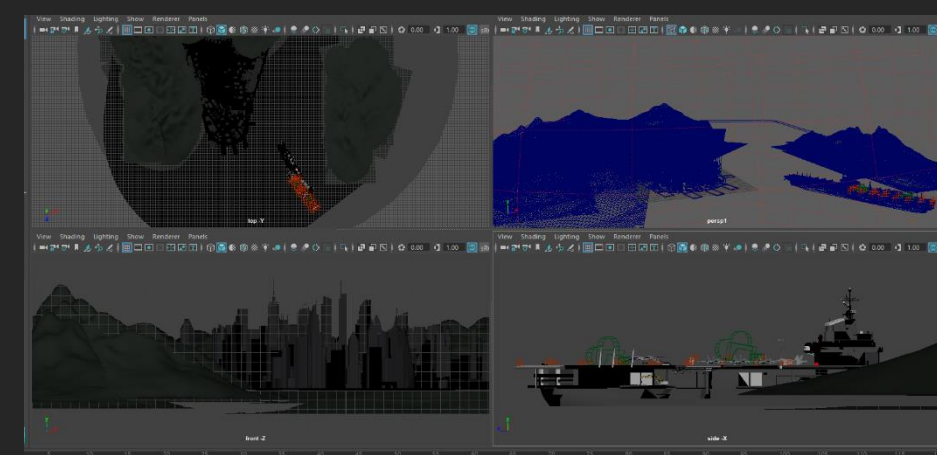 View Shading Lighting Show Renderer Panels
0.00 1.00
top -Y
View Shading Lighting Show Renderer Panels
0.00 1.00
persp1
View Shading Lighting Show Renderer Panels
0.00 1.00
front -Z
View Shading Lighting Show Renderer Panels
0.00 1.00
side -X